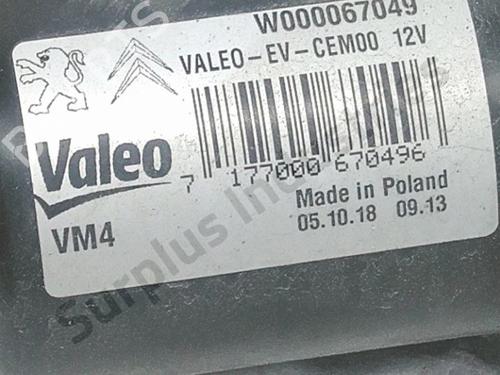 W000067049
VALEO-EV-CEM00 12V
Valeo
7 177000 670496
Made in Poland
VM4
05.10.18 09.13